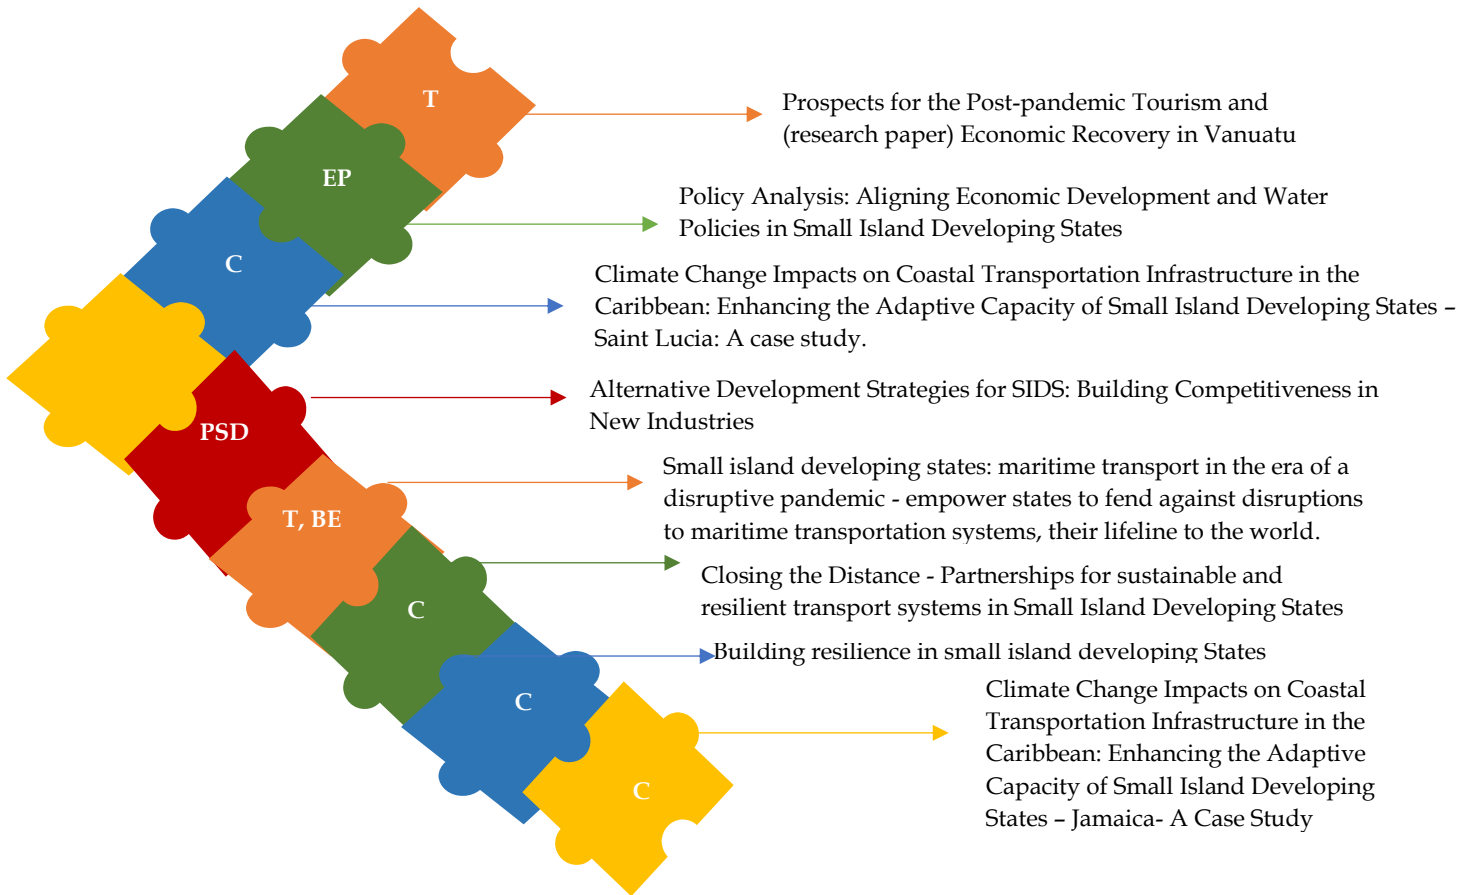 T
Prospects for the Post-pandemic Tourism and
(research paper) Economic Recovery in Vanuatu
EP
Policy Analysis: Aligning Economic Development and Water
Policies in Small Island Developing States
C
Climate Change Impacts on Coastal Transportation Infrastructure in the
Caribbean: Enhancing the Adaptive Capacity of Small Island Developing States –
Saint Lucia: A case study.
PSD
Alternative Development Strategies for SIDS: Building Competitiveness in
New Industries
T, BE
Small island developing states: maritime transport in the era of a
disruptive pandemic - empower states to fend against disruptions
to maritime transportation systems, their lifeline to the world.
C
Closing the Distance - Partnerships for sustainable and
resilient transport systems in Small Island Developing States
C
Building resilience in small island developing States
C
Climate Change Impacts on Coastal
Transportation Infrastructure in the
Caribbean: Enhancing the Adaptive
Capacity of Small Island Developing
States – Jamaica- A Case Study